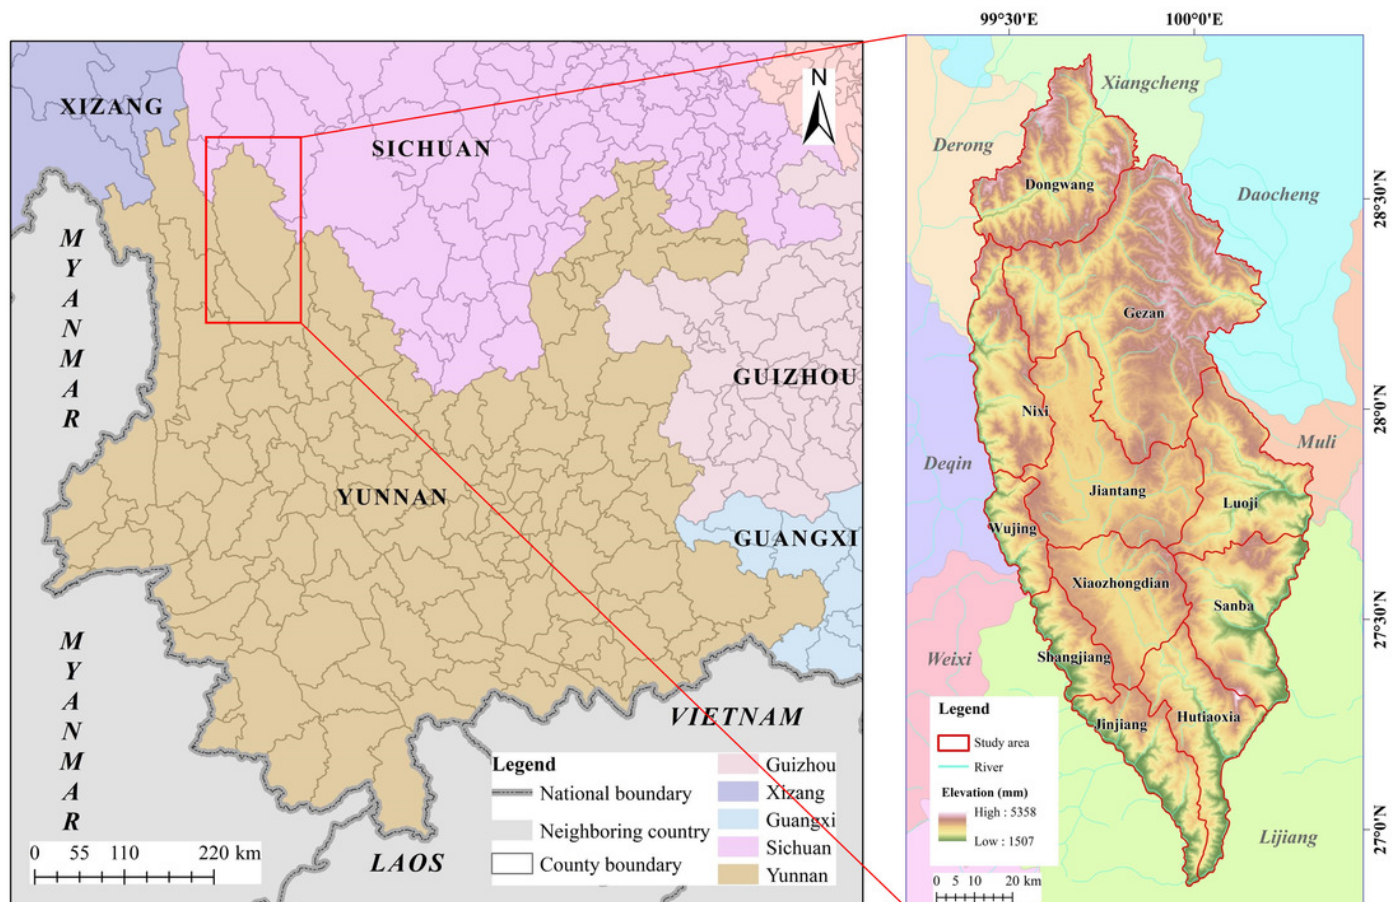 XIZANG
SICHUAN
N
MYANMAR
GUIZHOU
YUNNAN
GUANGXI
MYANMAR
VIETNAM
LAOS
Legend
National boundary
Neighboring country
County boundary
Guizhou
Xizang
Guangxi
Sichuan
Yunnan
0 55 110 220 km
99°30'E 100°0'E
Xiangcheng
Derong
Dongwang
Daocheng
28°30'N
Gezan
Nixi
28°0'N
Muli
Deqin
Jiantang
Luoji
Wujing
Xiaozhongdian
Sanba
27°30'N
Weixi
Shangjiang
Jinjiang
Hutiaoxia
Lijiang
27°0'N
Legend
Study area
River
Elevation (mm)
High : 5358
Low : 1507
0 5 10 20 km